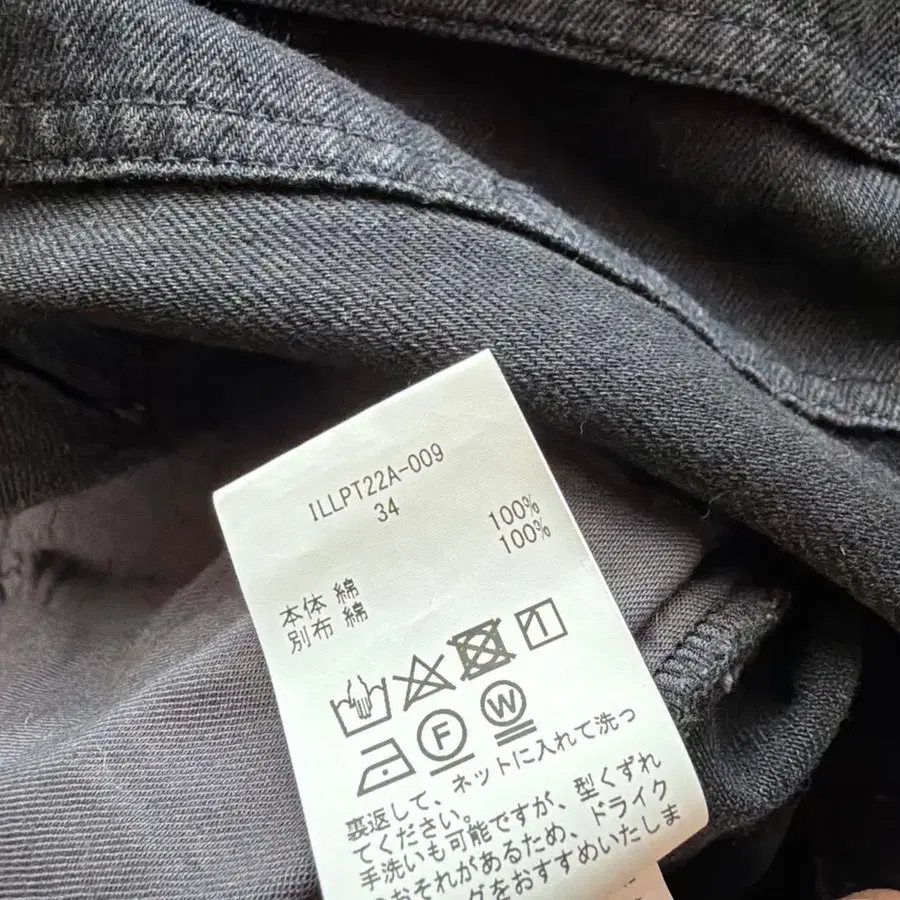 ILLPT22A-009
34
本体 綿 100%
別布 綿 100%
F W
裏返して、ネットに入れて洗っ
てください。
手洗いも可能ですが、型くずれ
のおそれがあるため、ドライク
グをおすすめいたしま